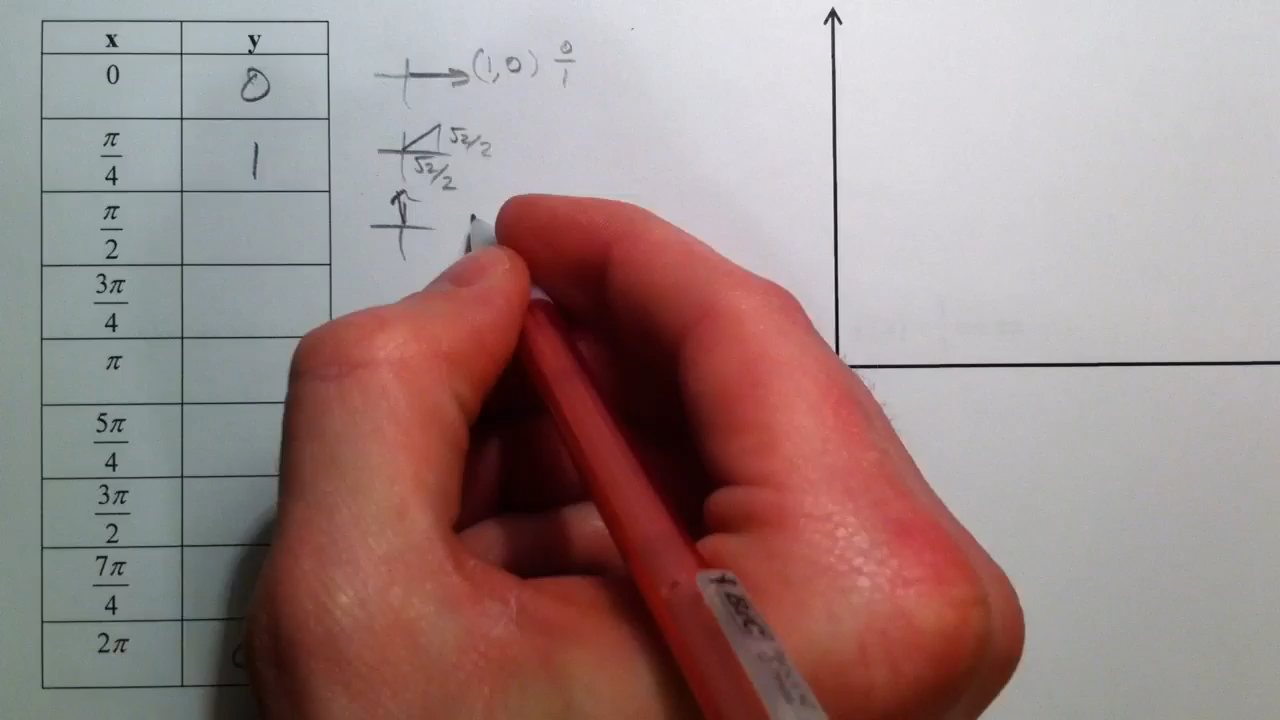 x y
0 0 (1,0) 0/1
π/4 1 √2/2 √2/2
π/2
3π/4
π
5π/4
3π/2
7π/4
2π